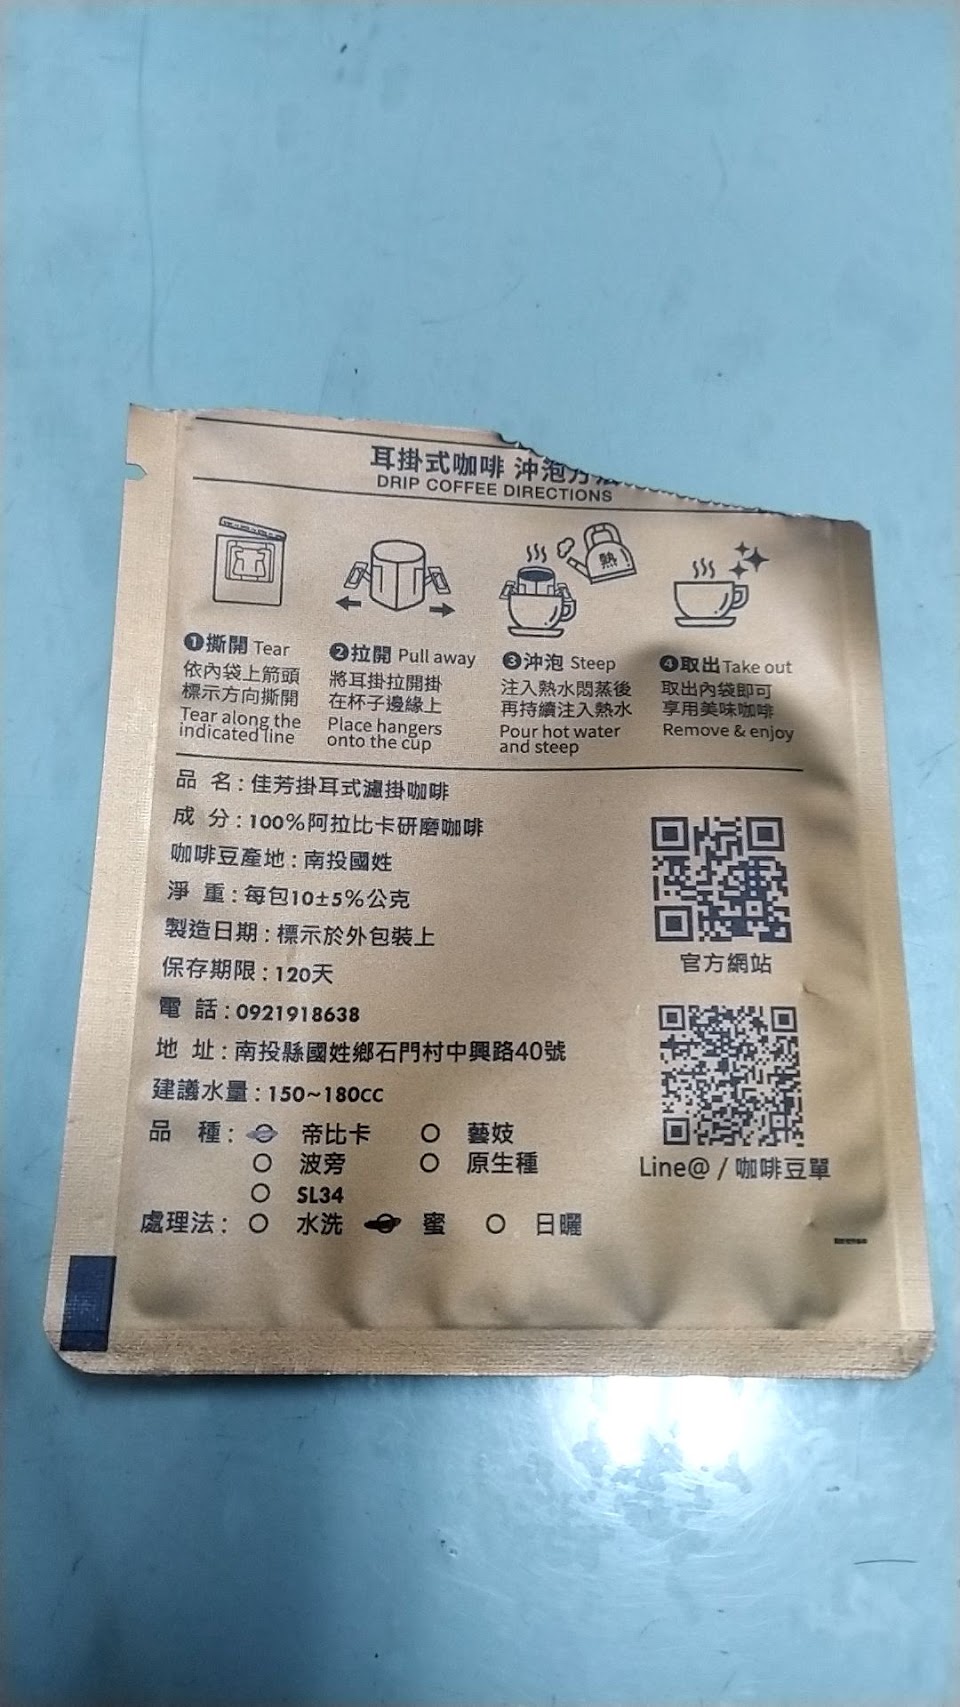 耳掛式咖啡 沖泡方法
DRIP COFFEE DIRECTIONS
熱
❶撕開 Tear
依內袋上箭頭
標示方向撕開
Tear along the
indicated line
❷拉開 Pull away
將耳掛拉開掛
在杯子邊緣上
Place hangers
onto the cup
❸沖泡 Steep
注入熱水悶蒸後
再持續注入熱水
Pour hot water
and steep
❹取出 Take out
取出內袋即可
享用美味咖啡
Remove & enjoy
品 名:佳芳掛耳式濾掛咖啡
成 分:100%阿拉比卡研磨咖啡
咖啡豆產地:南投國姓
淨 重:每包10±5%公克
製造日期:標示於外包裝上
保存期限:120天
電 話:0921918638
地 址:南投縣國姓鄉石門村中興路40號
建議水量:150~180cc
官方網站
Line@ / 咖啡豆單
品 種: 帝比卡 ○ 藝妓
○ 波旁 ○ 原生種
○ SL34
處理法: ○ 水洗 蜜 ○ 日曬